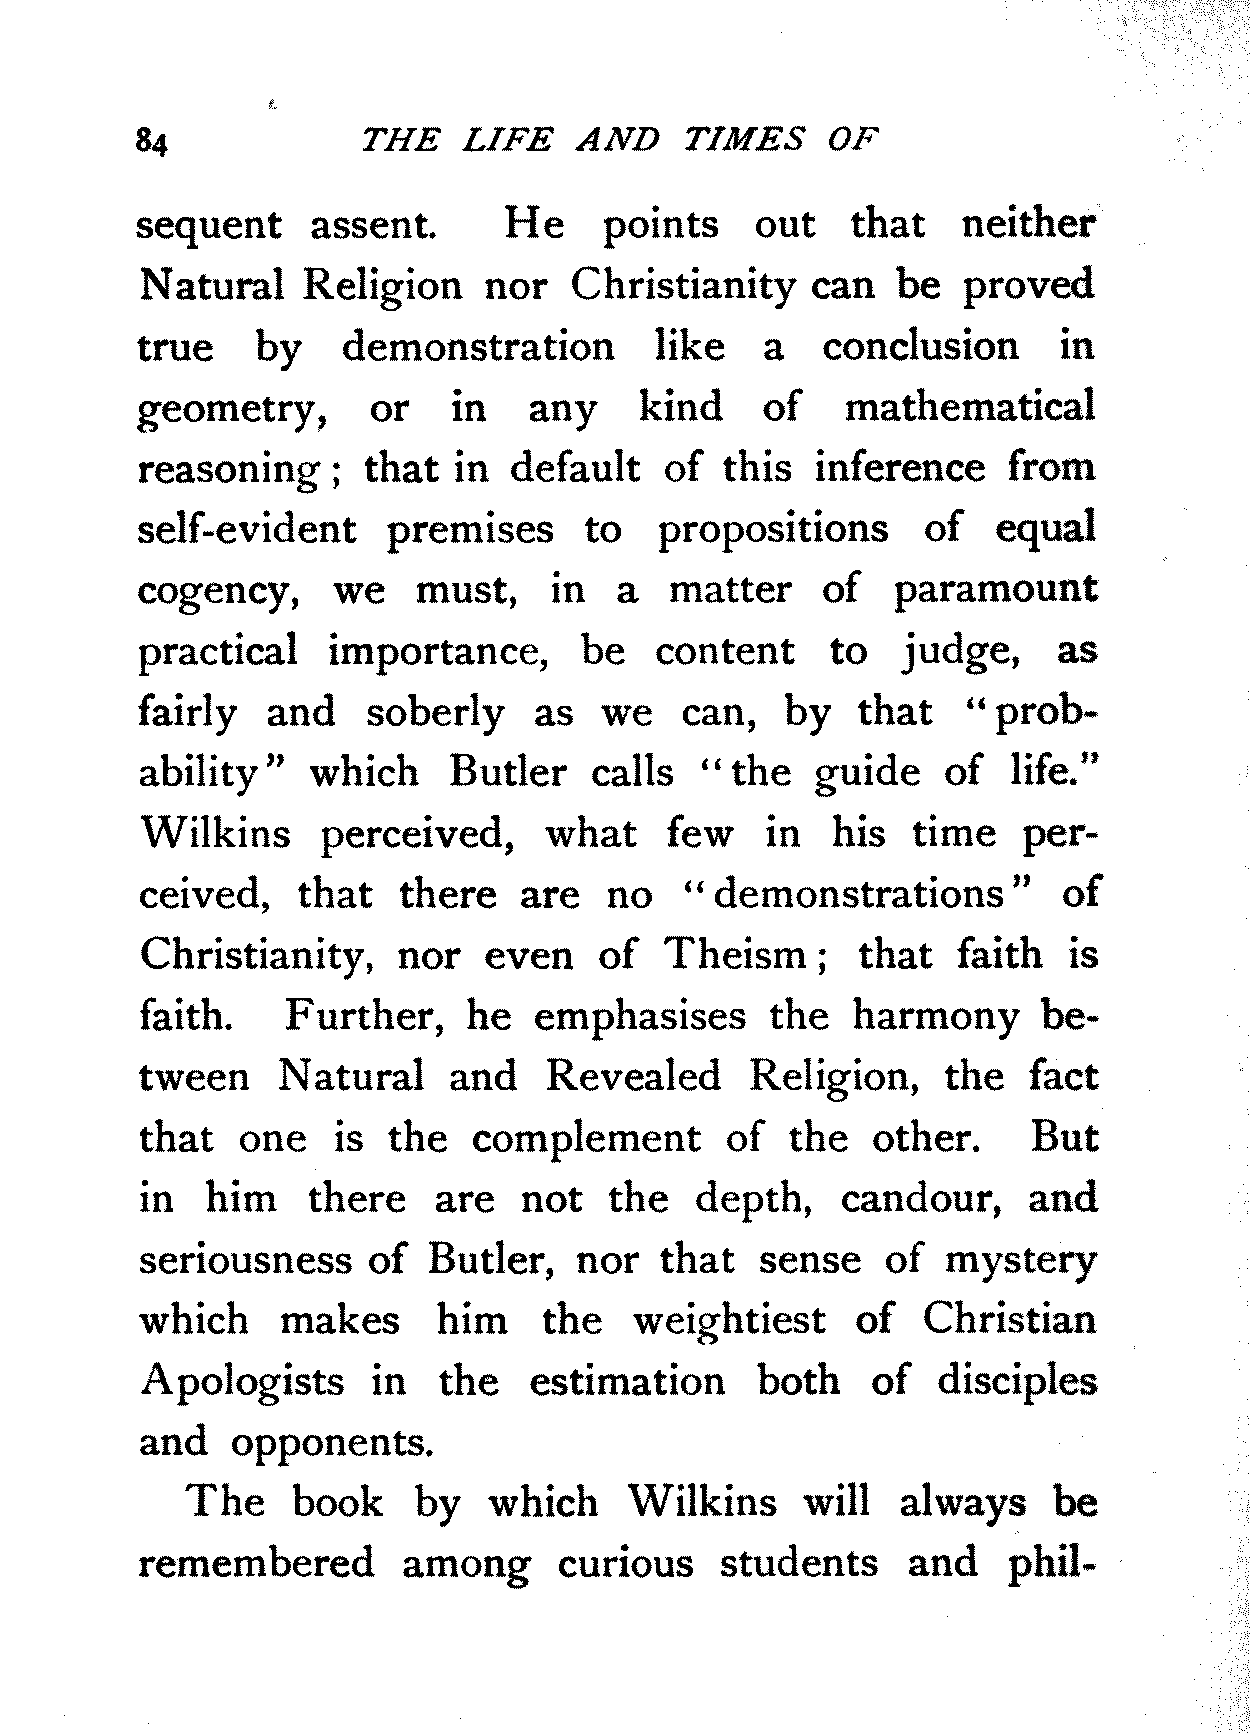 84 THE LIFE AND TIMES OF
sequent assent. He points out that neither
Natural Religion nor Christianity can be proved
true by demonstration like a conclusion in
geometry, or in any kind of mathematical
reasoning; that in default of this inference from
self-evident premises to propositions of equal
cogency, we must, in a matter of paramount
practical importance, be content to judge, as
fairly and soberly as we can, by that "prob-
ability" which Butler calls "the guide of life."
Wilkins perceived, what few in his time per-
ceived, that there are no "demonstrations" of
Christianity, nor even of Theism; that faith is
faith. Further, he emphasises the harmony be-
tween Natural and Revealed Religion, the fact
that one is the complement of the other. But
in him there are not the depth, candour, and
seriousness of Butler, nor that sense of mystery
which makes him the weightiest of Christian
Apologists in the estimation both of disciples
and opponents.
The book by which Wilkins will always be
remembered among curious students and phil-